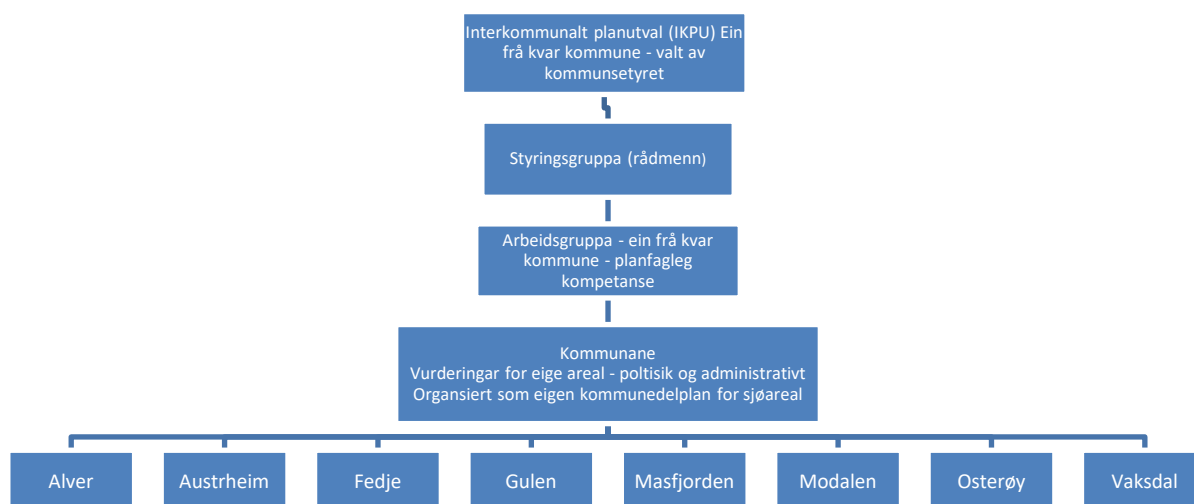 Interkommunalt planutval (IKPU) Ein
frå kvar kommune - valt av
kommunsetyret
Styringsgruppa (rådmenn)
Arbeidsgruppa - ein frå kvar
kommune - planfagleg
kompetanse
Kommunane
Vurderingar for eige areal - poltisik og administrativt
Organsiert som eigen kommunedelplan for sjøareal
Alver
Austrheim
Fedje
Gulen
Masfjorden
Modalen
Osterøy
Vaksdal